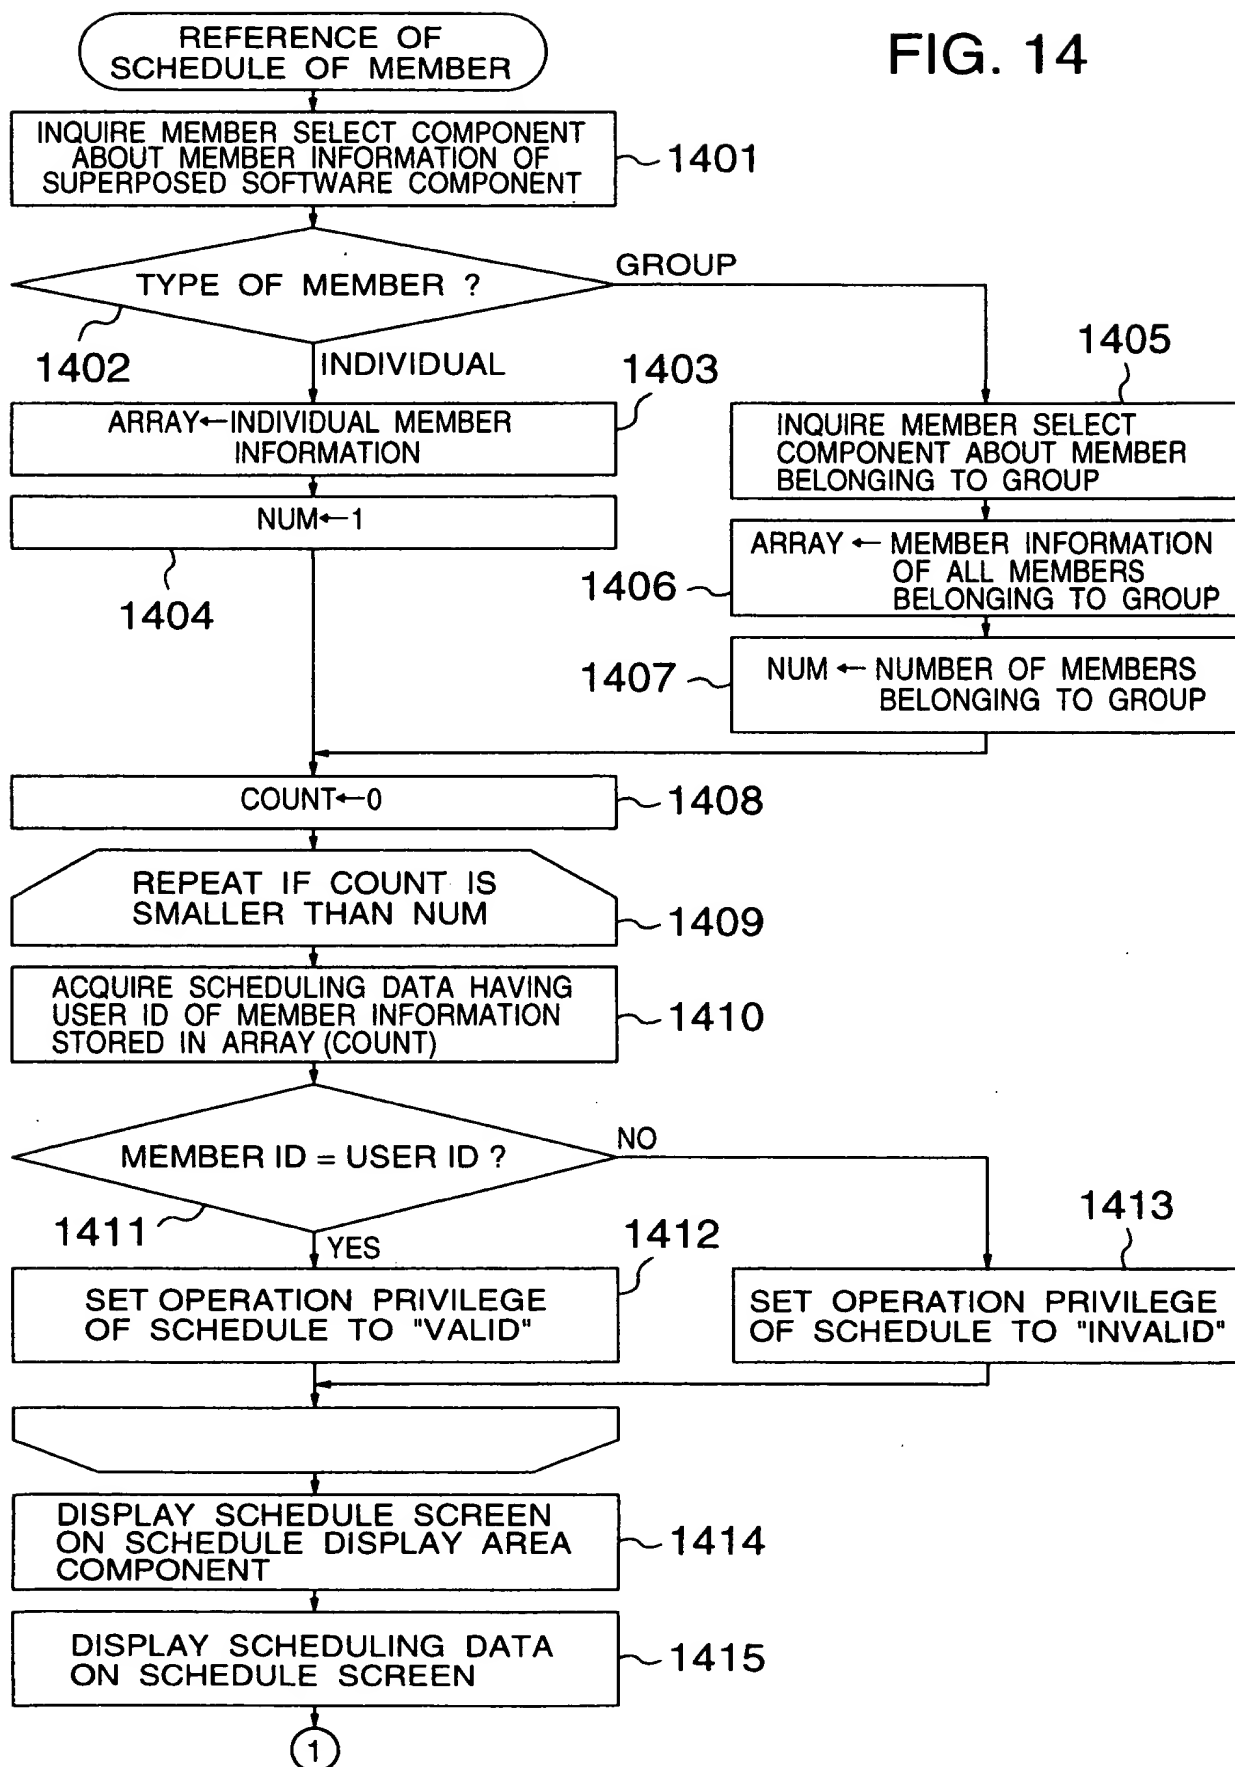 REFERENCE OF
SCHEDULE OF MEMBER
FIG. 14
INQUIRE MEMBER SELECT COMPONENT
ABOUT MEMBER INFORMATION OF
SUPERPOSED SOFTWARE COMPONENT
1401
TYPE OF MEMBER ?
GROUP
1402
INDIVIDUAL
1403
1405
ARRAY←INDIVIDUAL MEMBER
INFORMATION
INQUIRE MEMBER SELECT
COMPONENT ABOUT MEMBER
BELONGING TO GROUP
NUM←1
1404
ARRAY ← MEMBER INFORMATION
OF ALL MEMBERS
BELONGING TO GROUP
1406
NUM ← NUMBER OF MEMBERS
BELONGING TO GROUP
1407
COUNT←0
1408
REPEAT IF COUNT IS
SMALLER THAN NUM
1409
ACQUIRE SCHEDULING DATA HAVING
USER ID OF MEMBER INFORMATION
STORED IN ARRAY (COUNT)
1410
MEMBER ID = USER ID ?
NO
1411
YES
1412
1413
SET OPERATION PRIVILEGE
OF SCHEDULE TO "VALID"
SET OPERATION PRIVILEGE
OF SCHEDULE TO "INVALID"
DISPLAY SCHEDULE SCREEN
ON SCHEDULE DISPLAY AREA
COMPONENT
1414
DISPLAY SCHEDULING DATA
ON SCHEDULE SCREEN
1415
1